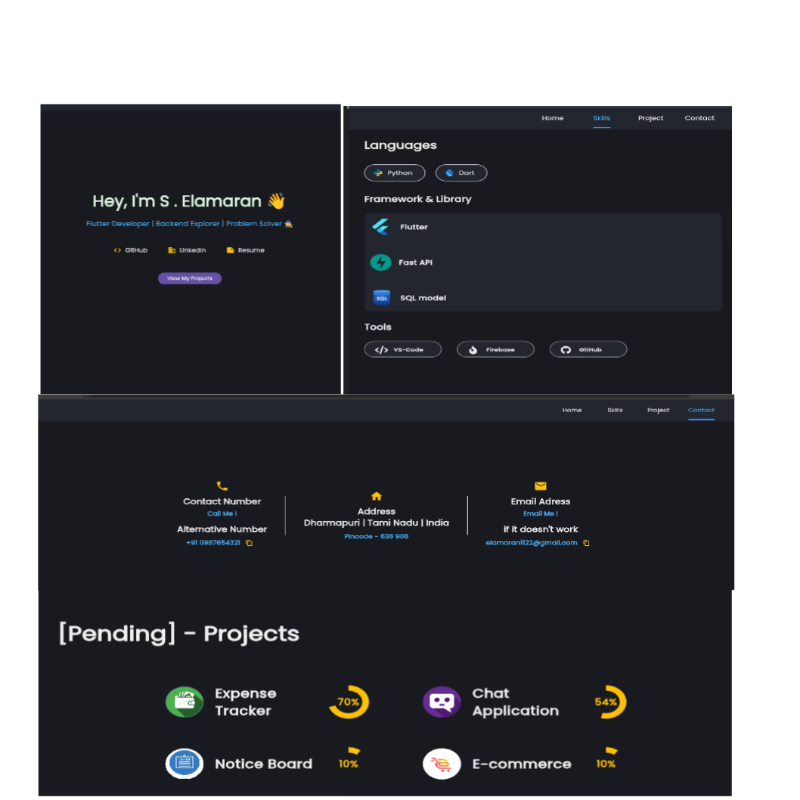 Hey, I'm S . Elamaran 👋
Flutter Developer | Backend Explorer | Problem Solver
GitHub LinkedIn Resume
View My Projects
Home Skills Project Contact
Languages
Python Dart
Framework & Library
Flutter
Fast API
SQL SQL model
Tools
VS-Code Firebase GitHub
Home Skills Project Contact
Contact Number
Call Me !
Alternative Number
+91 0987654321
Address
Dharmapuri | Tami Nadu | India
Pincode - 636 906
Email Adress
Email Me !
if it doesn't work
elamaran1122@gmail.com
[Pending] - Projects
Expense
Tracker
70%
Chat
Application
54%
Notice Board 10%
E-commerce 10%